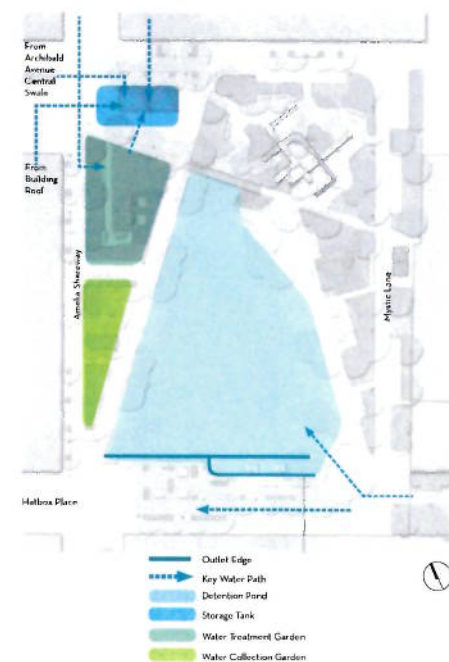 From
Archibald
Avenue
Central
Swale
From
Building
Roof
Amelia Shareway
Mystic Lane
Hatbox Place
Outlet Edge
Key Water Path
Detention Pond
Storage Tank
Water Treatment Garden
Water Collection Garden